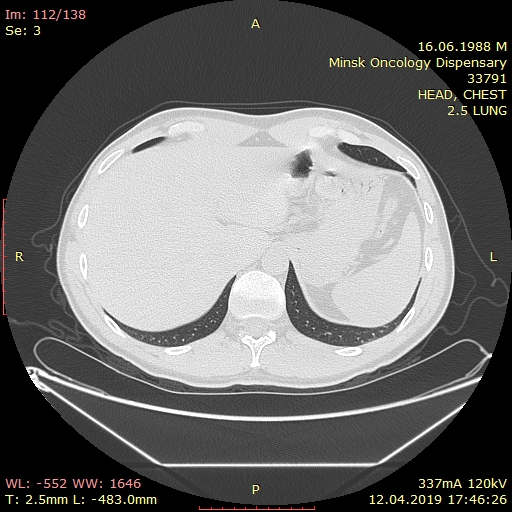 Im: 112/138
Se: 3
A
16.06.1988 M
Minsk Oncology Dispensary
33791
HEAD, CHEST
2.5 LUNG
R
L
WL: -552 WW: 1646
T: 2.5mm L: -483.0mm
P
337mA 120kV
12.04.2019 17:46:26